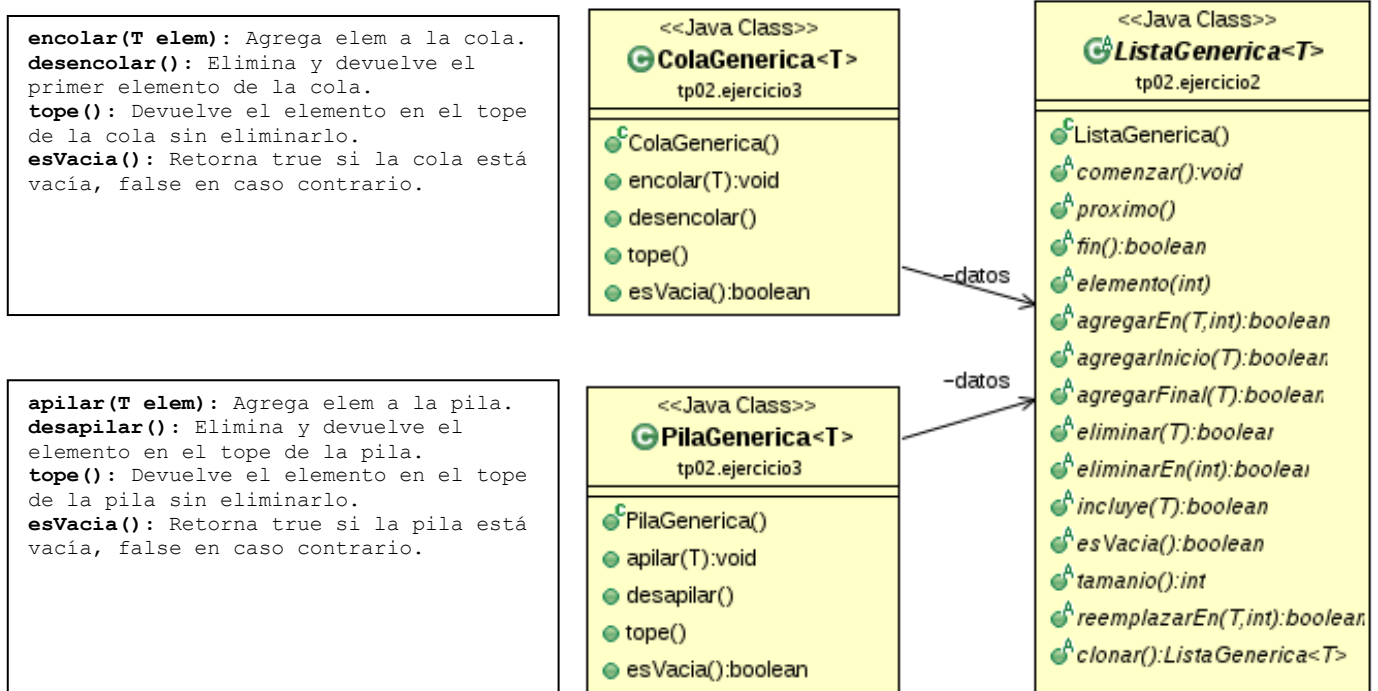 encolar(T elem): Agrega elem a la cola.
desencolar(): Elimina y devuelve el
primer elemento de la cola.
tope(): Devuelve el elemento en el tope
de la cola sin eliminarlo.
esVacia(): Retorna true si la cola está
vacía, false en caso contrario.
<<Java Class>>
ColaGenerica<T>
tp02.ejercicio3
ColaGenerica()
encolar(T):void
desencolar()
tope()
esVacia():boolean
-datos
apilar(T elem): Agrega elem a la pila.
desapilar(): Elimina y devuelve el
elemento en el tope de la pila.
tope(): Devuelve el elemento en el tope
de la pila sin eliminarlo.
esVacia(): Retorna true si la pila está
vacía, false en caso contrario.
<<Java Class>>
PilaGenerica<T>
tp02.ejercicio3
PilaGenerica()
apilar(T):void
desapilar()
tope()
esVacia():boolean
-datos
<<Java Class>>
ListaGenerica<T>
tp02.ejercicio2
ListaGenerica()
comenzar():void
proximo()
fin():boolean
elemento(int)
agregarEn(T,int):boolean
agregarInicio(T):boolean
agregarFinal(T):boolean
eliminar(T):boolean
eliminarEn(int):boolean
incluye(T):boolean
esVacia():boolean
tamanio():int
reemplazarEn(T,int):boolean
clonar():ListaGenerica<T>